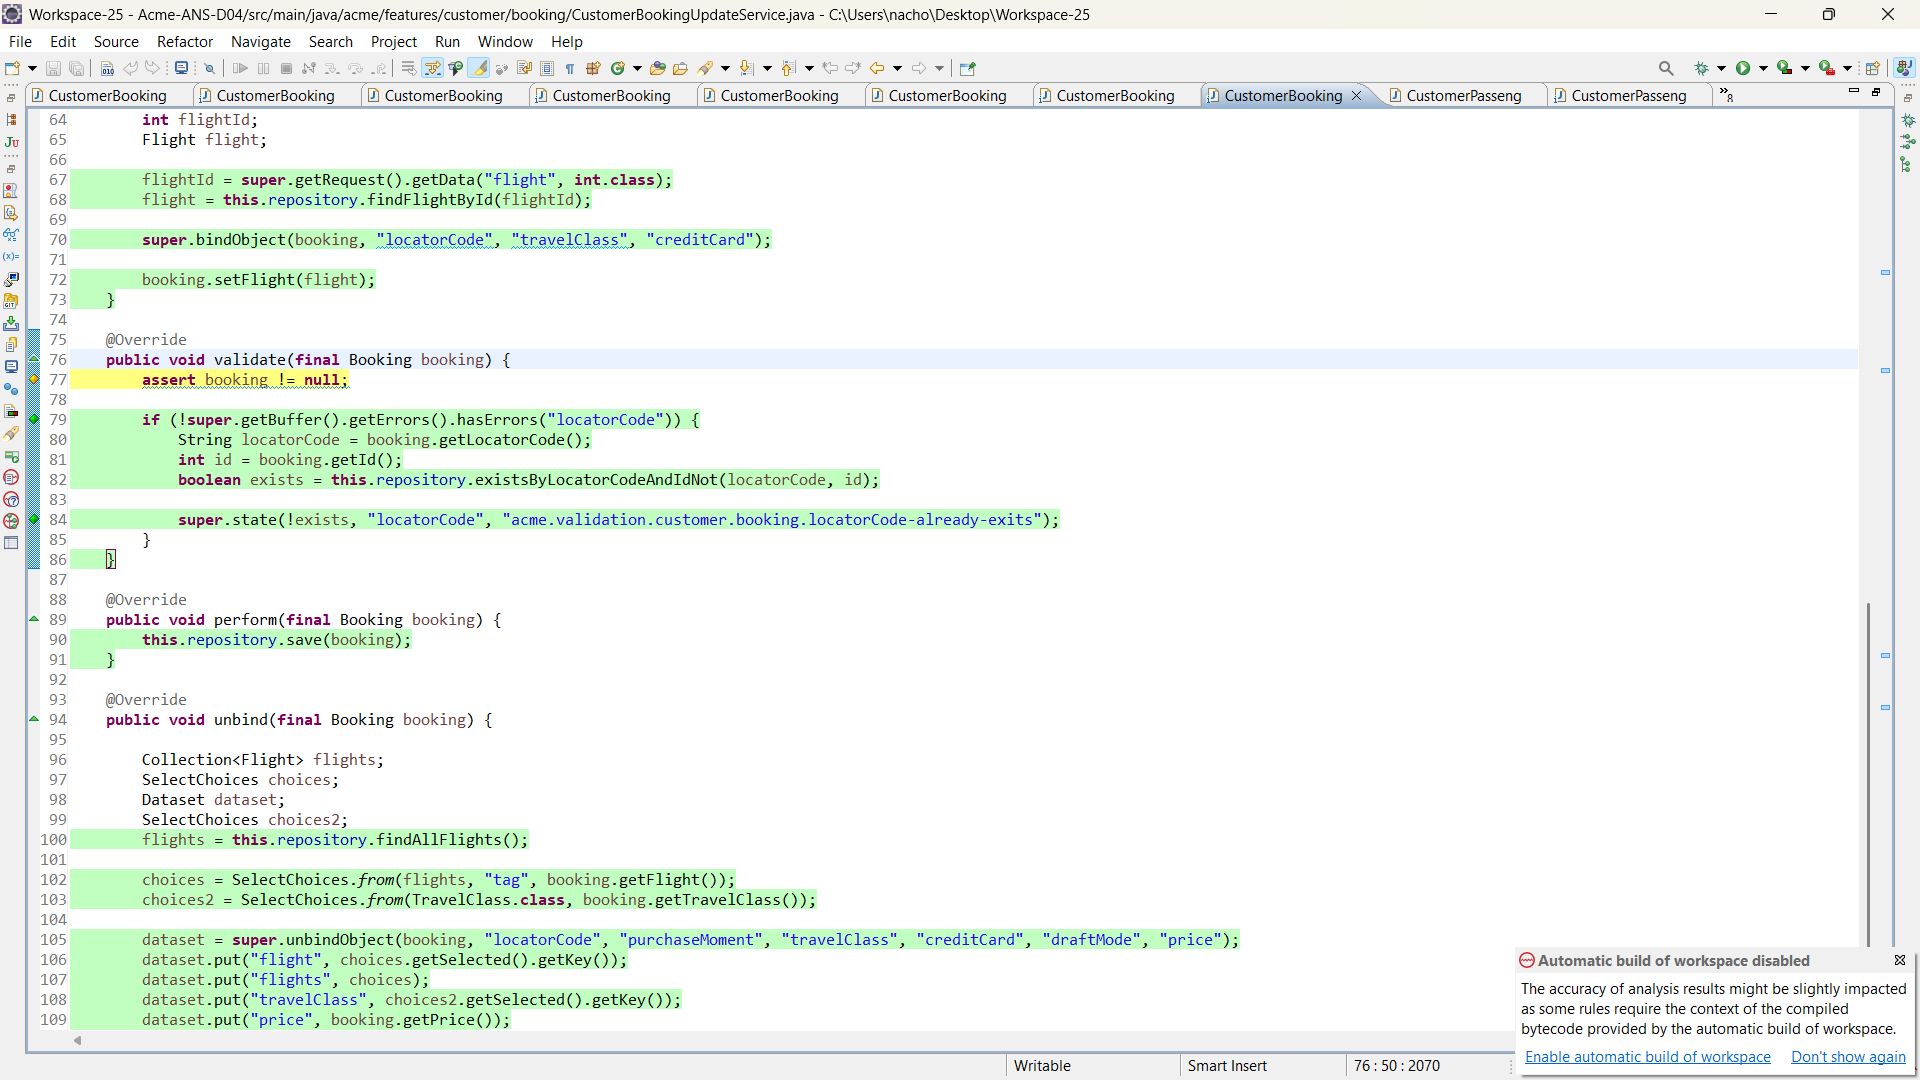 Workspace-25 - Acme-ANS-D04/src/main/java/acme/features/customer/booking/CustomerBookingUpdateService.java - C:\Users\nacho\Desktop\Workspace-25
File Edit Source Refactor Navigate Search Project Run Window Help
CustomerBooking CustomerBooking CustomerBooking CustomerBooking CustomerBooking CustomerBooking CustomerBooking CustomerBooking CustomerPasseng CustomerPasseng »8
64 int flightId;
65 Flight flight;
66
67 flightId = super.getRequest().getData("flight", int.class);
68 flight = this.repository.findFlightById(flightId);
69
70 super.bindObject(booking, "locatorCode", "travelClass", "creditCard");
71
72 booking.setFlight(flight);
73 }
74
75 @Override
76 public void validate(final Booking booking) {
77 assert booking != null;
78
79 if (!super.getBuffer().getErrors().hasErrors("locatorCode")) {
80 String locatorCode = booking.getLocatorCode();
81 int id = booking.getId();
82 boolean exists = this.repository.existsByLocatorCodeAndIdNot(locatorCode, id);
83
84 super.state(!exists, "locatorCode", "acme.validation.customer.booking.locatorCode-already-exits");
85 }
86 }
87
88 @Override
89 public void perform(final Booking booking) {
90 this.repository.save(booking);
91 }
92
93 @Override
94 public void unbind(final Booking booking) {
95
96 Collection<Flight> flights;
97 SelectChoices choices;
98 Dataset dataset;
99 SelectChoices choices2;
100 flights = this.repository.findAllFlights();
101
102 choices = SelectChoices.from(flights, "tag", booking.getFlight());
103 choices2 = SelectChoices.from(TravelClass.class, booking.getTravelClass());
104
105 dataset = super.unbindObject(booking, "locatorCode", "purchaseMoment", "travelClass", "creditCard", "draftMode", "price");
106 dataset.put("flight", choices.getSelected().getKey());
107 dataset.put("flights", choices);
108 dataset.put("travelClass", choices2.getSelected().getKey());
109 dataset.put("price", booking.getPrice());
Automatic build of workspace disabled
The accuracy of analysis results might be slightly impacted
as some rules require the context of the compiled
bytecode provided by the automatic build of workspace.
Enable automatic build of workspace Don't show again
Writable Smart Insert 76 : 50 : 2070